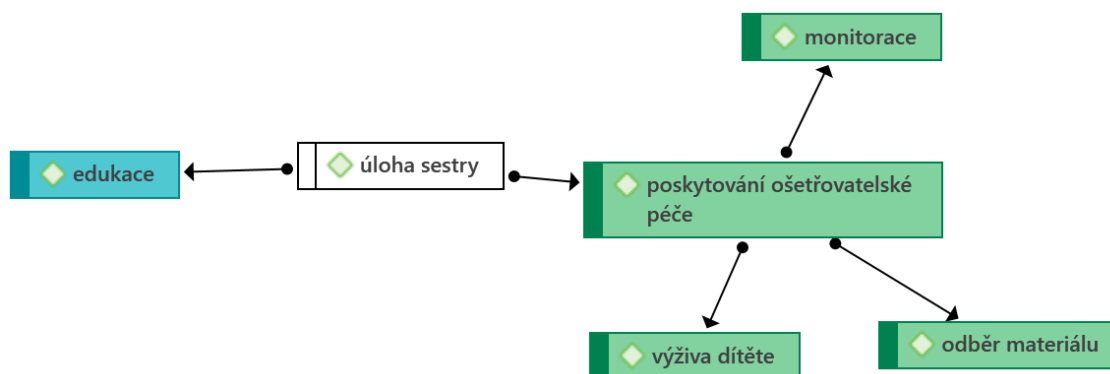 monitorace
edukace
úloha sestry
poskytování ošetřovatelské
péče
výživa dítěte
odběr materiálu